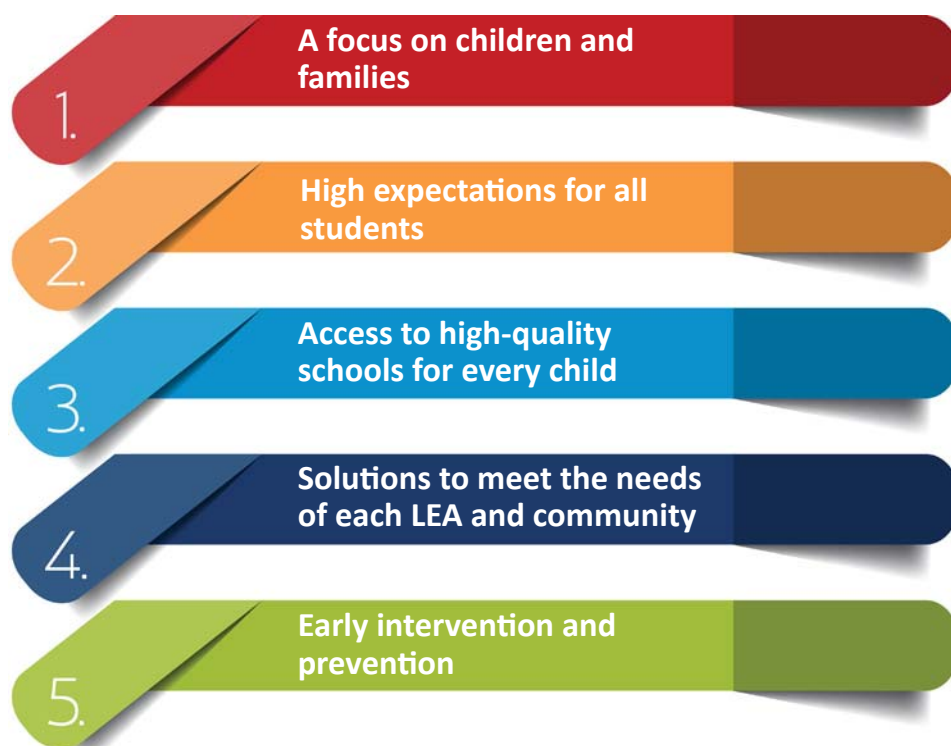 1.
A focus on children and
families
2.
High expectations for all
students
3.
Access to high-quality
schools for every child
4.
Solutions to meet the needs
of each LEA and community
5.
Early intervention and
prevention